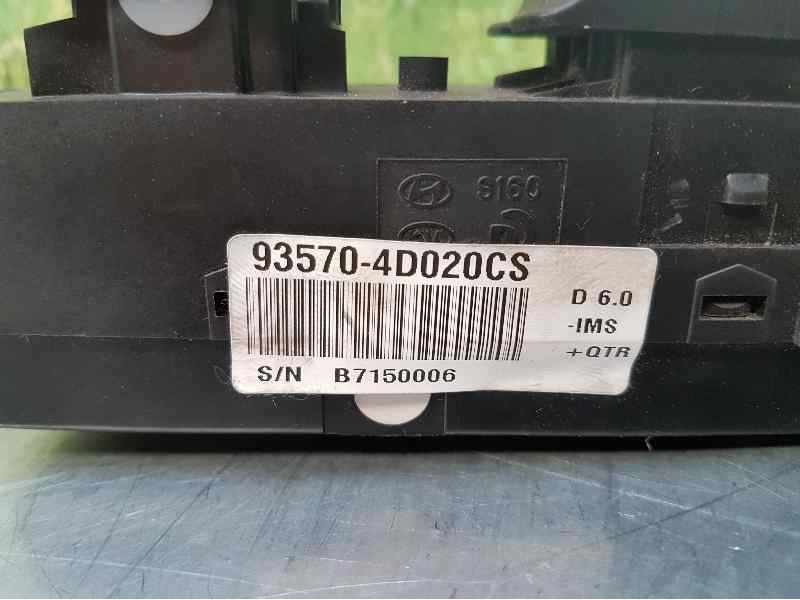 S160
93570-4D020CS
D 6.0
-IMS
+QTR
S/N B7150006